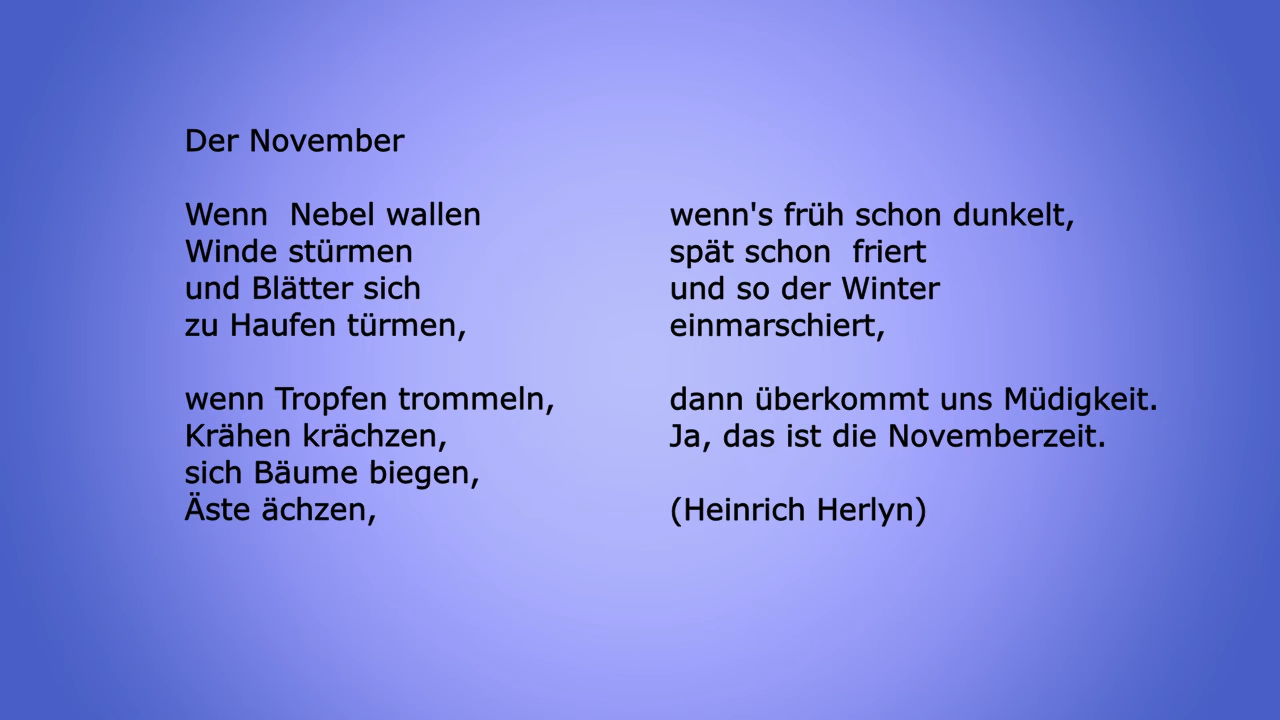 Der November
Wenn  Nebel wallen
Winde stürmen
und Blätter sich
zu Haufen türmen,
wenn Tropfen trommeln,
Krähen krächzen,
sich Bäume biegen,
Äste ächzen,
wenn's früh schon dunkelt,
spät schon  friert
und so der Winter
einmarschiert,
dann überkommt uns Müdigkeit.
Ja, das ist die Novemberzeit.
(Heinrich Herlyn)